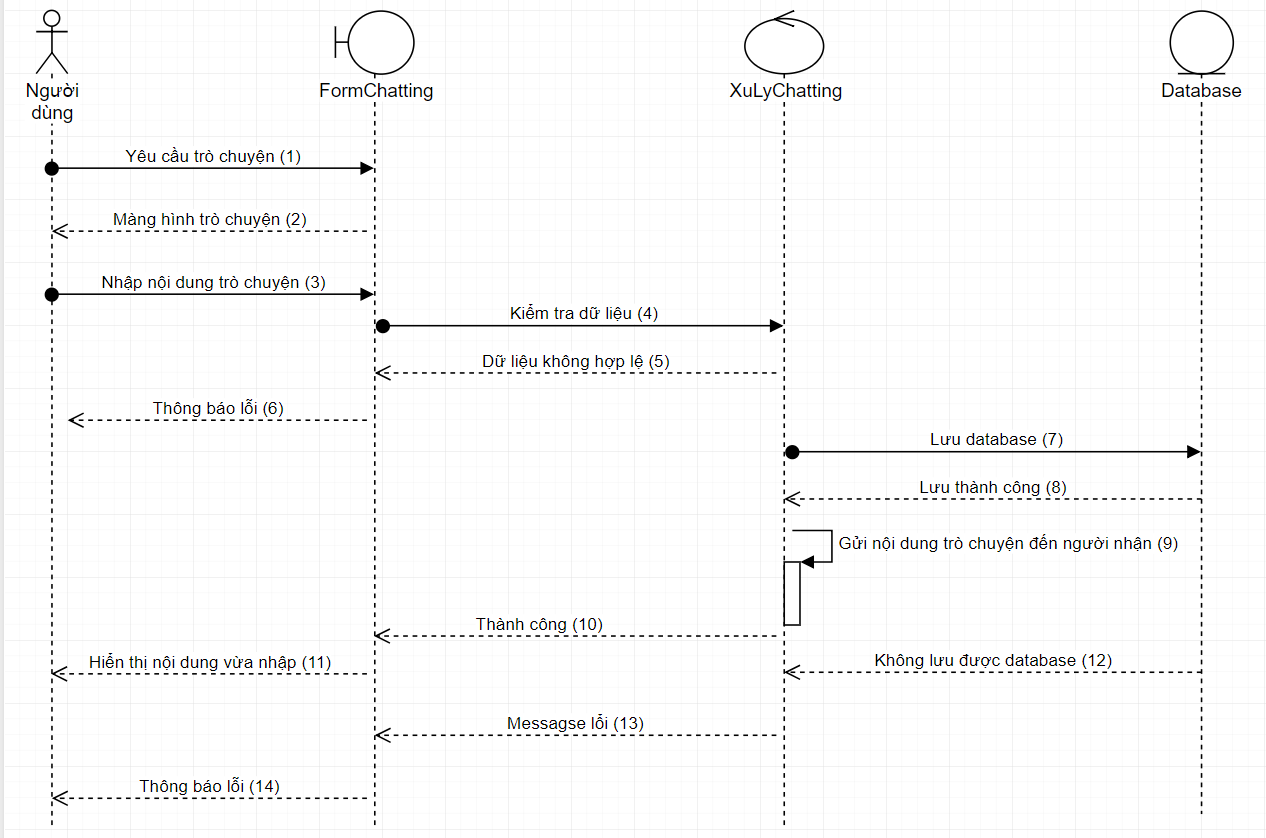 Người
dùng
FormChatting
XuLyChatting
Database
Yêu cầu trò chuyện (1)
Màng hình trò chuyện (2)
Nhập nội dung trò chuyện (3)
Kiểm tra dữ liệu (4)
Dữ liệu không hợp lệ (5)
Thông báo lỗi (6)
Lưu database (7)
Lưu thành công (8)
Gửi nội dung trò chuyện đến người nhận (9)
Thành công (10)
Hiển thị nội dung vừa nhập (11)
Không lưu được database (12)
Messagse lổi (13)
Thông báo lỗi (14)